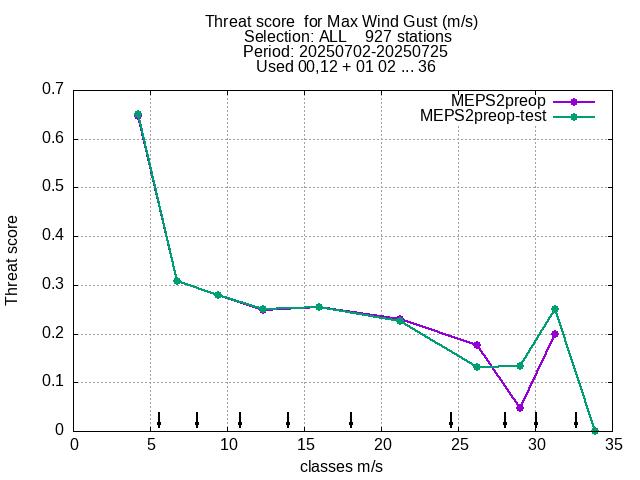 Threat score  for Max Wind Gust (m/s)
Selection: ALL    927 stations
Period: 20250702-20250725
Used 00,12 + 01 02 ... 36
MEPS2preop
MEPS2preop-test
0.7
0.6
0.5
0.4
0.3
0.2
0.1
0
Threat score
0 5 10 15 20 25 30 35
classes m/s